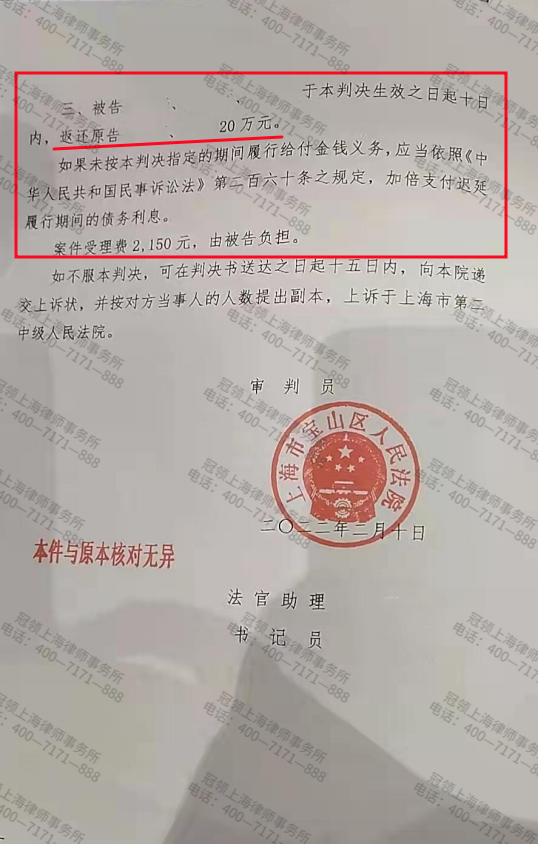 三、被告 、 、 于本判决生效之日起十日
内，返还原告 、 20万元。
如果未按本判决指定的期间履行给付金钱义务，应当依照《中
华人民共和国民事诉讼法》第二百六十条之规定，加倍支付迟延
履行期间的债务利息。
案件受理费2,150元，由被告负担。
如不服本判决，可在判决书送达之日起十五日内，向本院递
交上诉状，并按对方当事人的人数提出副本，上诉于上海市第二
中级人民法院。
审判员
上海市宝山区人民法院
二〇二二年二月十日
本件与原本核对无异
法官助理
书记员
冠领上海律师事务所
电话：400-7171-888